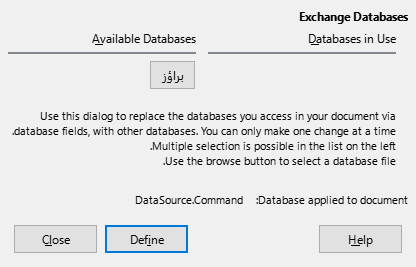 Exchange Databases
Databases in Use
Available Databases
براؤز
Use this dialog to replace the databases you access in your document via
.database fields, with other databases. You can only make one change at a time
.Multiple selection is possible in the list on the left
.Use the browse button to select a database file
:Database applied to document
DataSource.Command
Help
Define
Close